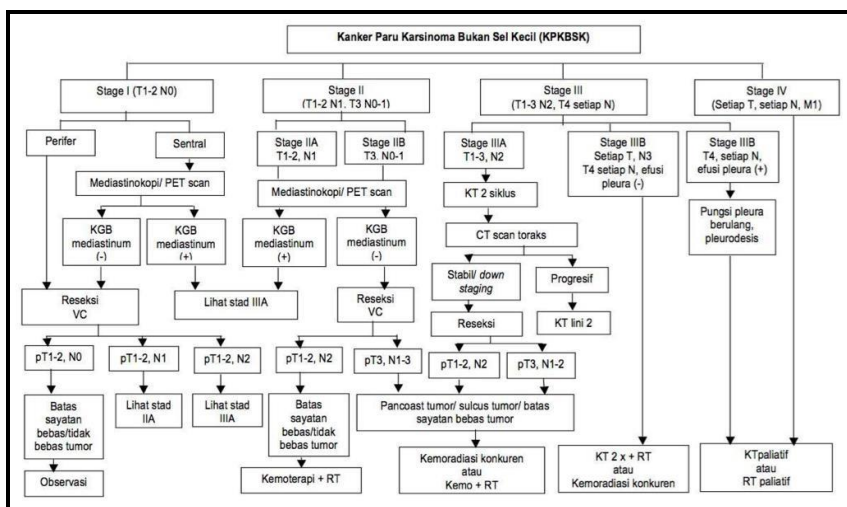 Kanker Paru Karsinoma Bukan Sel Kecil (KPKBSK)
Stage I (T1-2 N0)
Stage II
(T1-2 N1. T3 N0-1)
Stage III
(T1-3 N2, T4 setiap N)
Stage IV
(Setiap T, setiap N, M1)
Perifer
Sentral
Stage IIA
T1-2, N1
Stage IIB
T3. N0-1
Stage IIIA
T1-3, N2
Stage IIIB
Setiap T, N3
T4 setiap N, efusi
pleura (-)
Stage IIIB
T4, setiap N,
efusi pleura (+)
Mediastinokopi/ PET scan
Mediastinokopi/ PET scan
KT 2 siklus
Pungsi pleura
berulang,
pleurodesis
KGB
mediastinum
(-)
KGB
mediastinum
(+)
KGB
mediastinum
(+)
KGB
mediastinum
(-)
CT scan toraks
Stabil/ down
staging
Progresif
Reseksi
VC
Lihat stad IIIA
Reseksi
VC
Reseksi
KT lini 2
pT1-2, N0
pT1-2, N1
pT1-2, N2
pT1-2, N2
pT3, N1-3
pT1-2, N2
pT3, N1-2
Batas
sayatan
bebas/tidak
bebas tumor
Lihat stad
IIA
Lihat stad
IIIA
Batas
sayatan
bebas/tidak
bebas tumor
Pancoast tumor/ sulcus tumor/ batas
sayatan bebas tumor
Observasi
Kemoterapi + RT
Kemoradiasi konkuren
atau
Kemo + RT
KT 2 x + RT
atau
Kemoradiasi konkuren
KTpaliatif
atau
RT paliatif